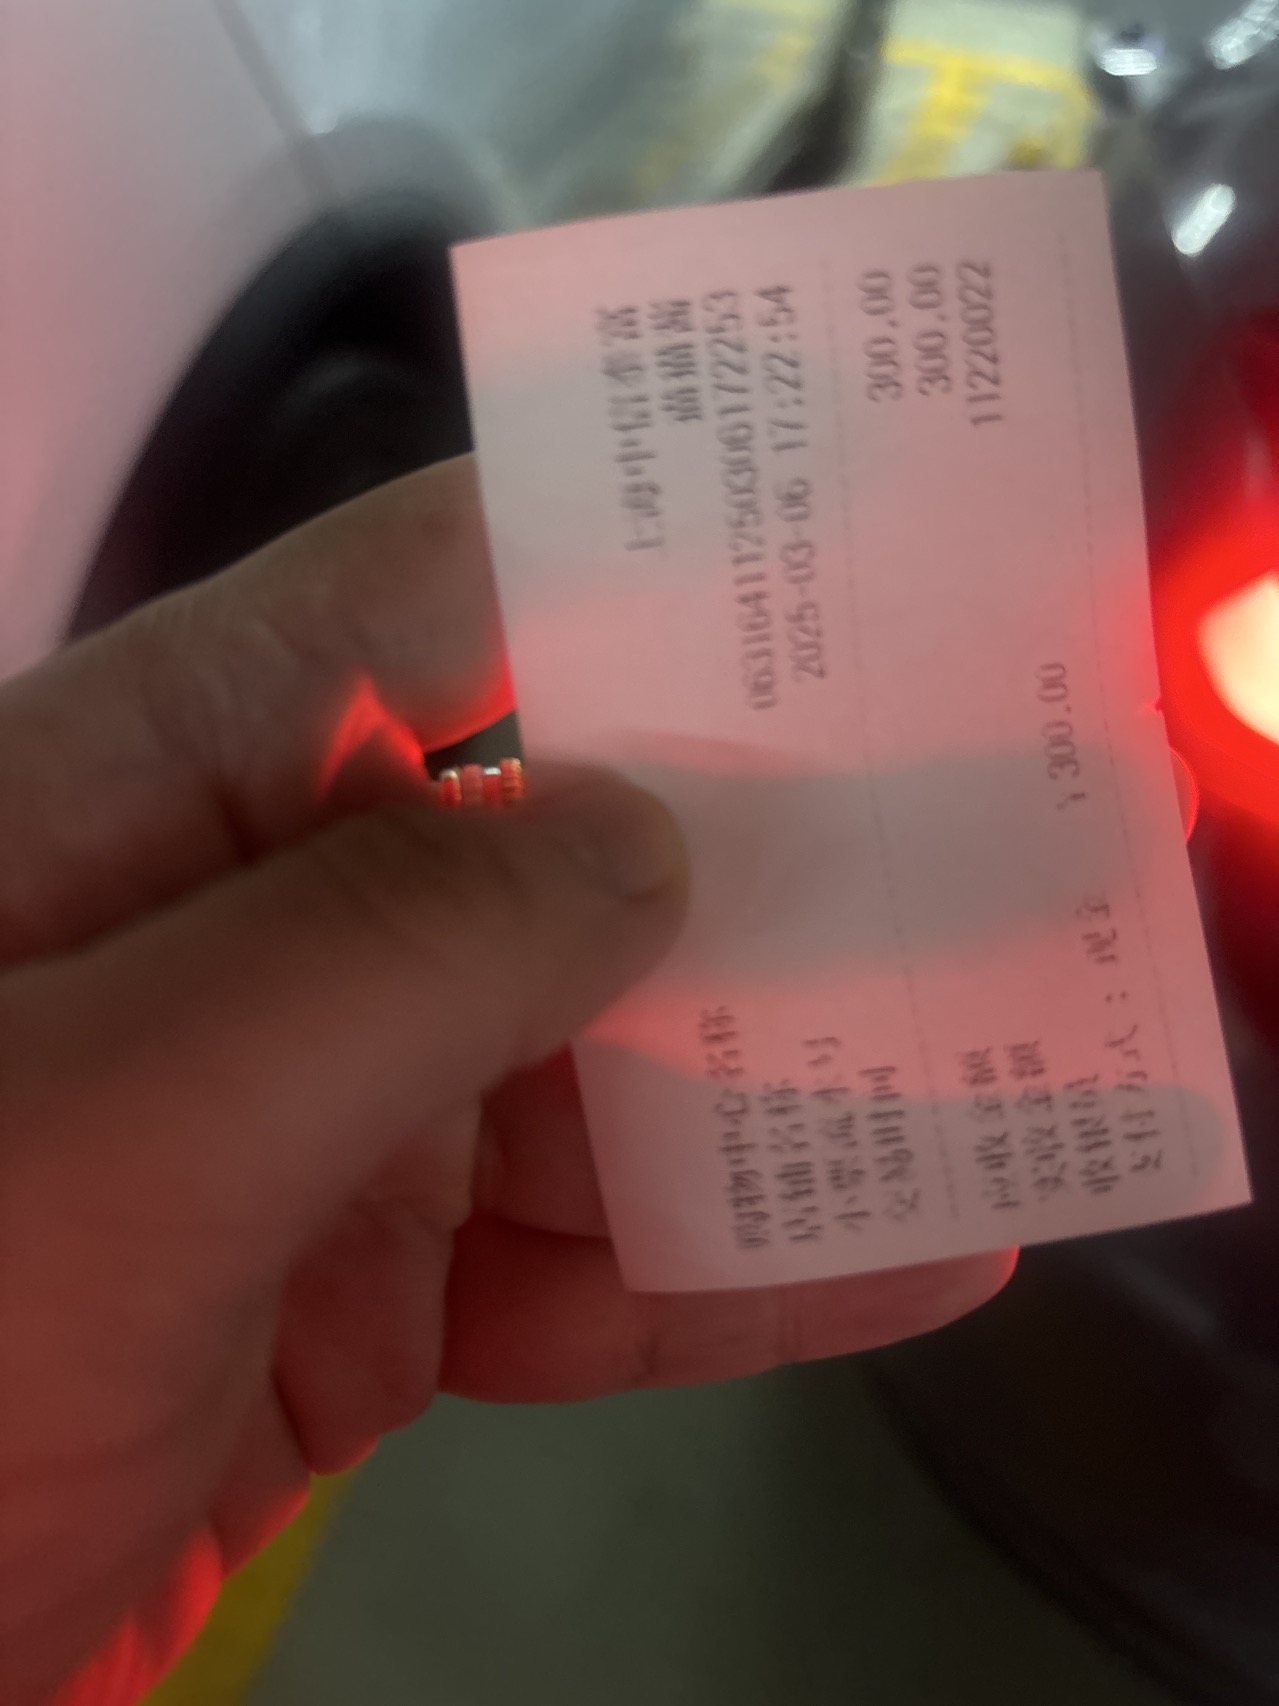 购物中心名称 上海中信泰富
店铺名称
小票流水号 06316411250306172253
交易时间 2025-03-06 17:22:54
应收金额 300.00
实收金额 300.00
收银员 11220022
支付方式：现金 \ 300.00